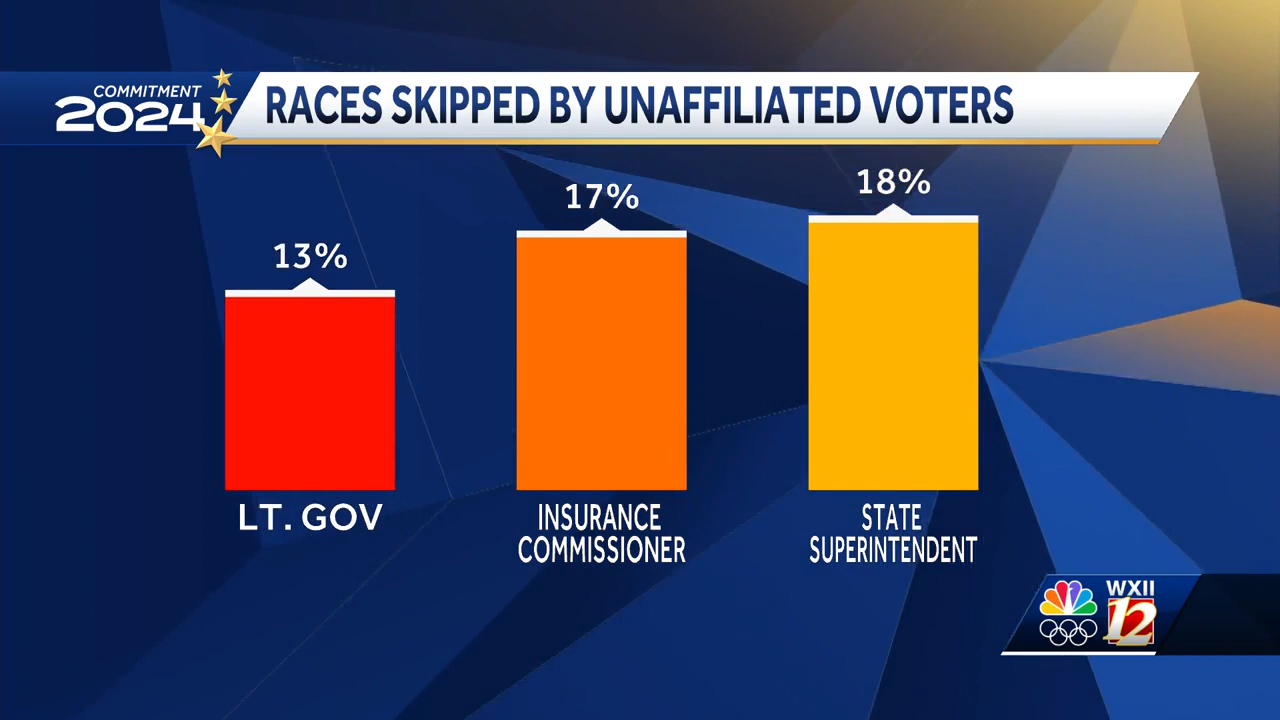 COMMITMENT
2024
RACES SKIPPED BY UNAFFILIATED VOTERS
13%
17%
18%
LT. GOV
INSURANCE
COMMISSIONER
STATE
SUPERINTENDENT
WXII
12